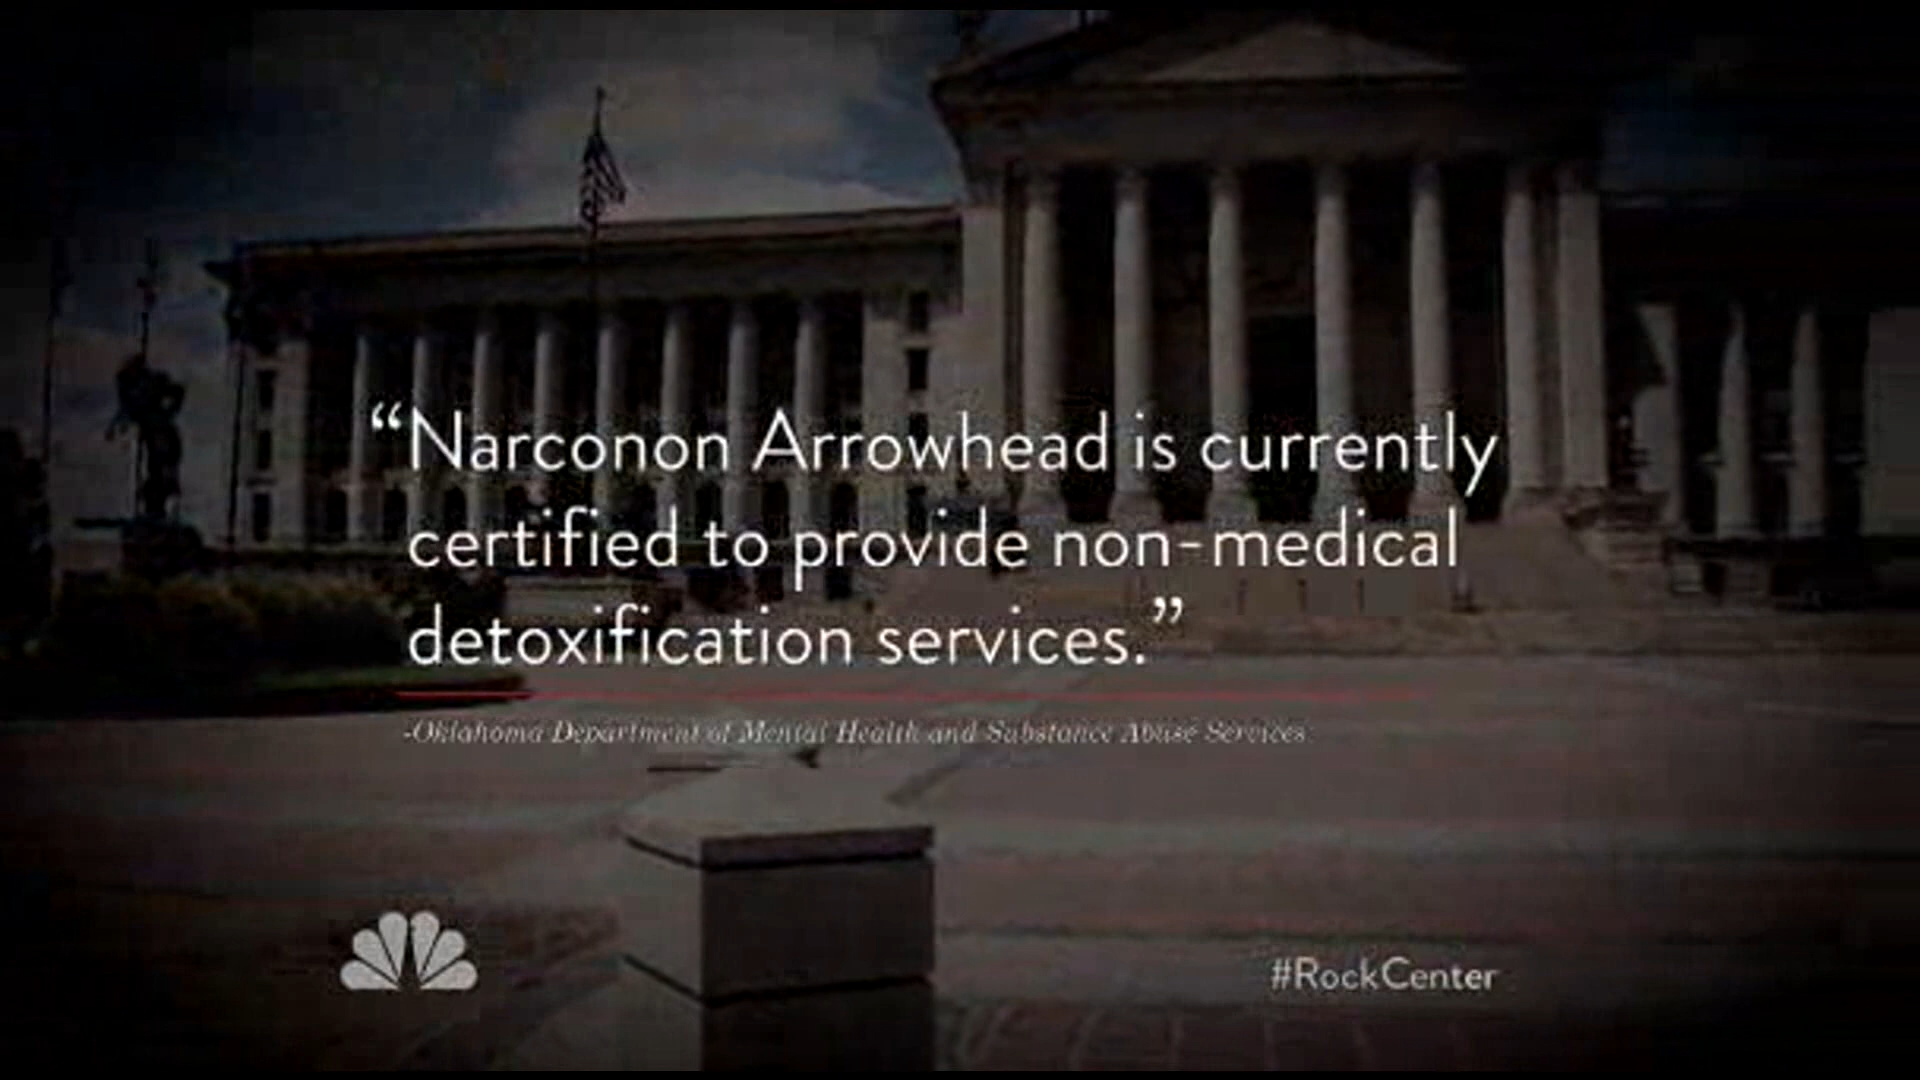 “Narconon Arrowhead is currently
certified to provide non-medical
detoxification services.”
-Oklahoma Department of Mental Health and Substance Abuse Services
#RockCenter